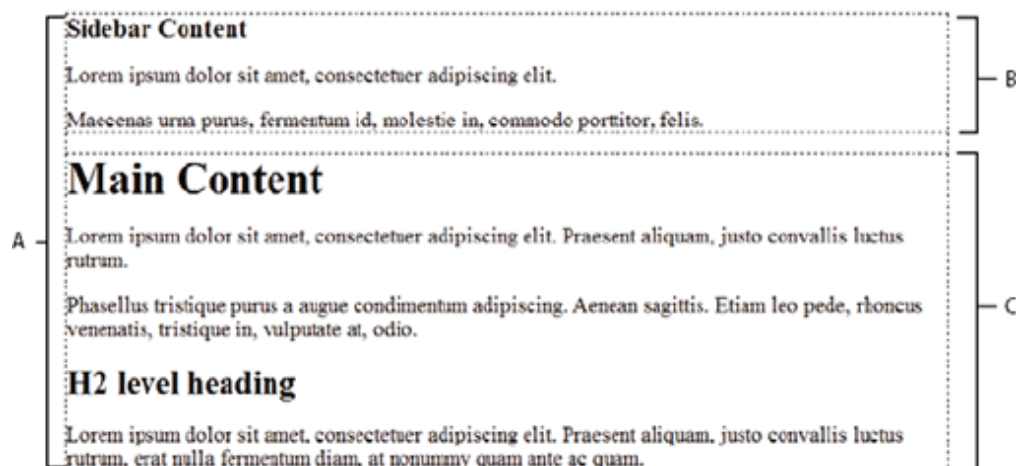 Sidebar Content
Lorem ipsum dolor sit amet, consectetuer adipiscing elit.
B
Maecenas urna purus, fermentum id, molestie in, commodo porttitor, felis.
Main Content
A
Lorem ipsum dolor sit amet, consectetuer adipiscing elit. Praesent aliquam, justo convallis luctus
rutrum.
Phasellus tristique purus a augue condimentum adipiscing. Aenean sagittis. Etiam leo pede, rhoncus
C
venenatis, tristique in, vulputate at, odio.
H2 level heading
Lorem ipsum dolor sit amet, consectetuer adipiscing elit. Praesent aliquam, justo convallis luctus
rutrum, erat nulla fermentum diam, at nonummy quam ante ac quam.